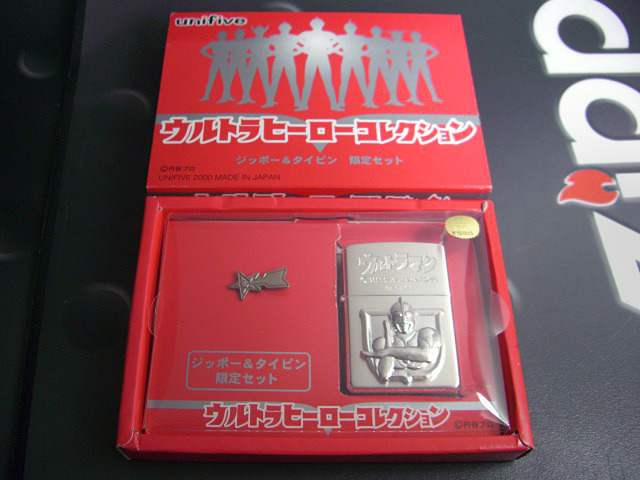 unifive
ウルトラヒーローコレクション
ジッポー&タイピン 限定セット
©円谷プロ
UNIFIVE 2000 MADE IN JAPAN
Zipp
ウルトラマン
ジッポー&タイピン
限定セット
ウルトラヒーローコレクション
©円谷プロ